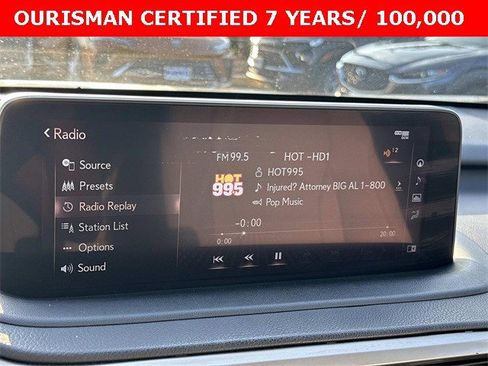 OURISMAN CERTIFIED 7 YEARS/ 100,000
Radio
Source
Presets
Radio Replay
Station List
Options
Sound
FM 99.5 HOT -HD1
HOT
995
HOT995
Injured? Attorney BIG AL 1-800
Pop Music
-0:00
0:00
20:00
12